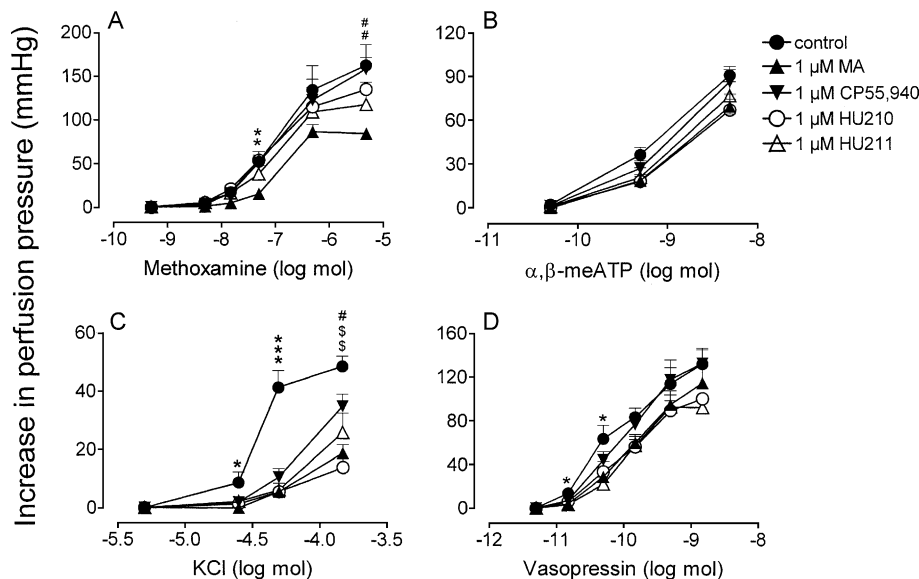 Increase in perfusion pressure (mmHg)
A
200
150
100
50
0
* *
# #
-10 -9 -8 -7 -6 -5
Methoxamine (log mol)
B
120
90
60
30
0
-11 -10 -9 -8
α,β-meATP (log mol)
control
1 µM MA
1 µM CP55,940
1 µM HU210
1 µM HU211
C
60
40
20
0
*
* * *
# $ $
-5.5 -5.0 -4.5 -4.0 -3.5
KCl (log mol)
D
160
120
80
40
0
*
*
-12 -11 -10 -9 -8
Vasopressin (log mol)